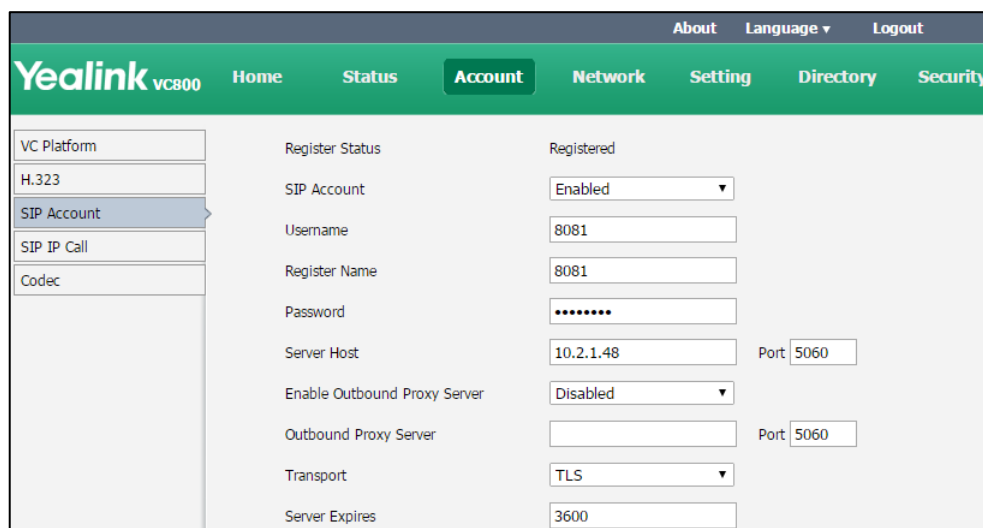 About Language Logout
Yealink VC800 Home Status Account Network Setting Directory Security
VC Platform
H.323
SIP Account
SIP IP Call
Codec
Register Status Registered
SIP Account Enabled
Username 8081
Register Name 8081
Password ••••••••
Server Host 10.2.1.48 Port 5060
Enable Outbound Proxy Server Disabled
Outbound Proxy Server Port 5060
Transport TLS
Server Expires 3600